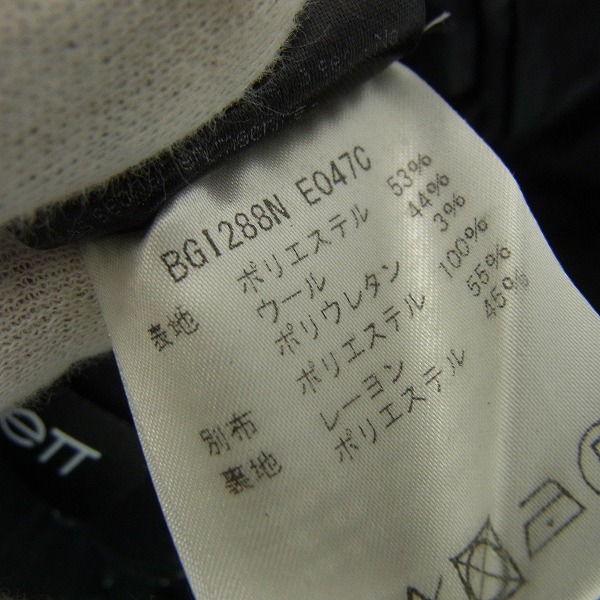 BGI288N E047C
表地 ポリエステル 53%
ウール 44%
ポリウレタン 3%
別布 ポリエステル 100%
裏地 レーヨン 55%
ポリエステル 45%